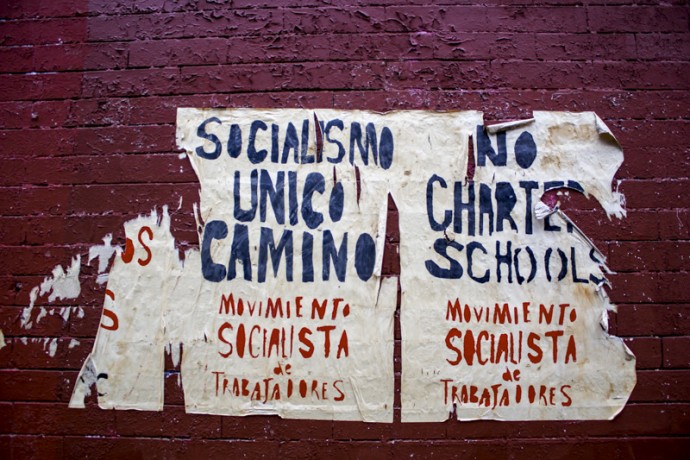 SOCIALISMO
UNICO
CAMINO
MOVIMIENTO
SOCIALISTA
de
TRABAJADORES
NO
CHARTER
SCHOOLS
MOVIMIENTO
SOCIALISTA
de
TRABAJADORES